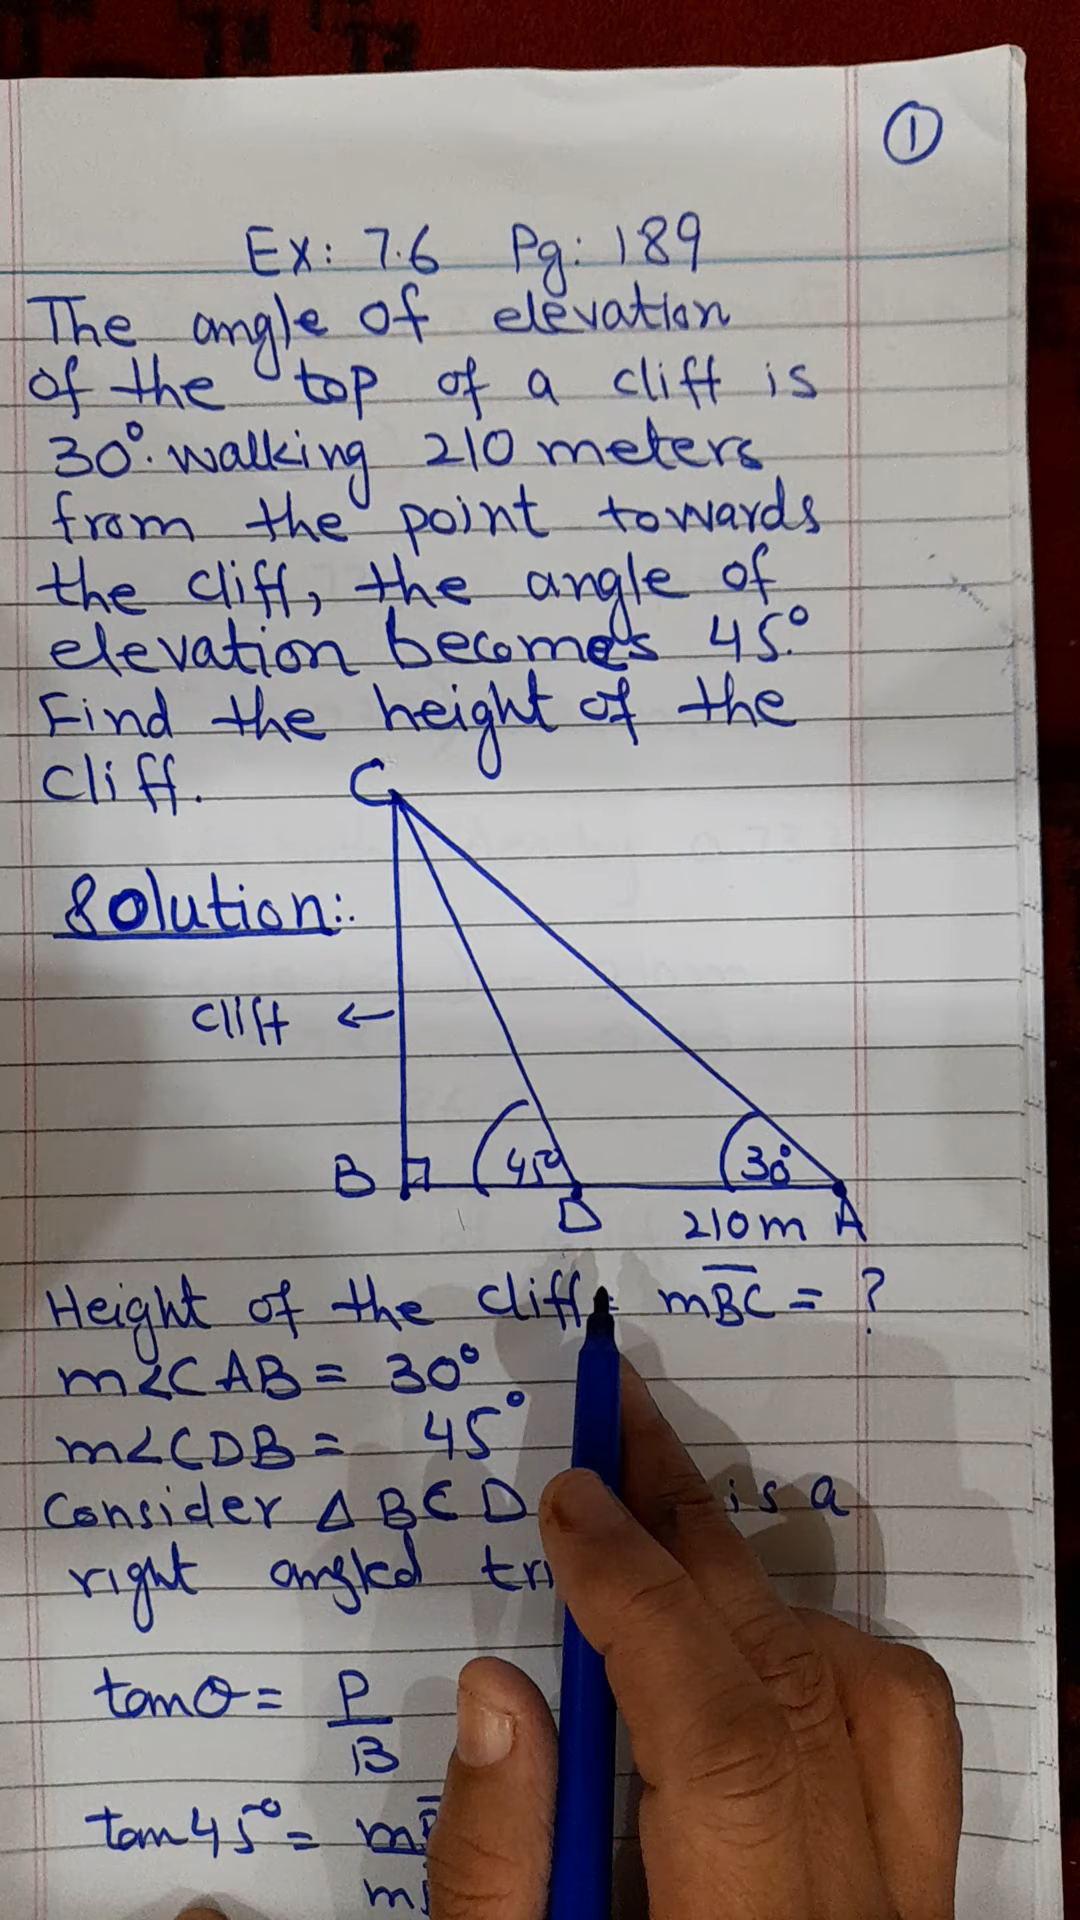 1
Ex: 7.6 Pg: 189
The angle of elevation
of the top of a cliff is
30°. walking 210 meters
from the point towards
the cliff, the angle of
elevation becomes 45.°
Find the height of the
cliff.
C
Solution:.
cliff ←
45°
30°
B
D
210m A
Height of the cliff = mBC = ?
m∠CAB = 30°
m∠CDB = 45°
Consider △ BCD is a
right angled
tanθ = P
B
tan45° =